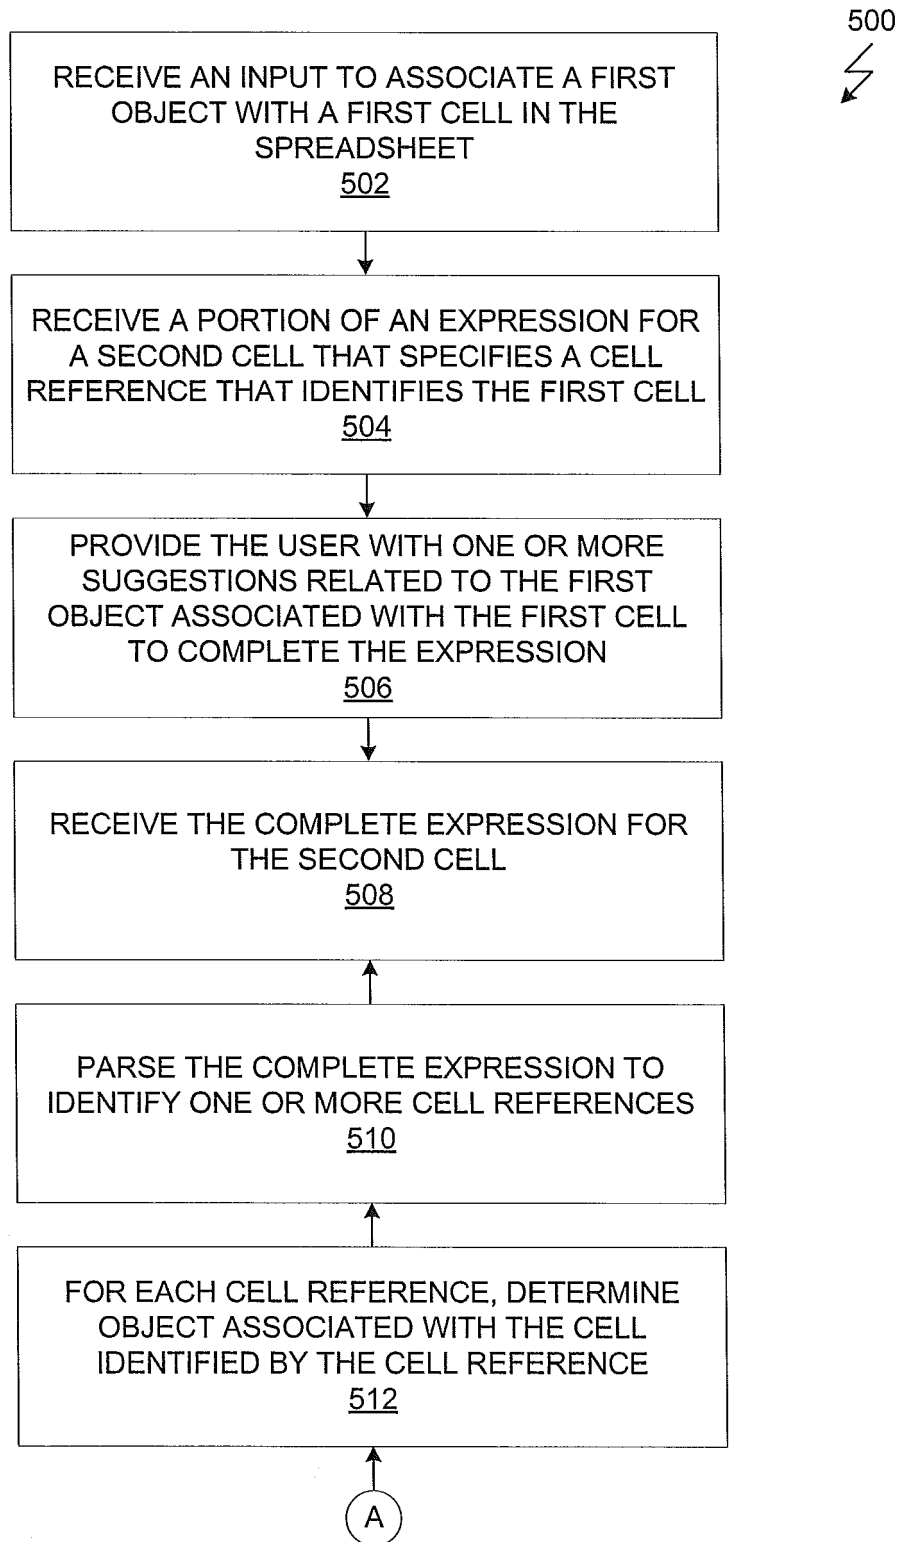 500
RECEIVE AN INPUT TO ASSOCIATE A FIRST
OBJECT WITH A FIRST CELL IN THE
SPREADSHEET
502
RECEIVE A PORTION OF AN EXPRESSION FOR
A SECOND CELL THAT SPECIFIES A CELL
REFERENCE THAT IDENTIFIES THE FIRST CELL
504
PROVIDE THE USER WITH ONE OR MORE
SUGGESTIONS RELATED TO THE FIRST
OBJECT ASSOCIATED WITH THE FIRST CELL
TO COMPLETE THE EXPRESSION
506
RECEIVE THE COMPLETE EXPRESSION FOR
THE SECOND CELL
508
PARSE THE COMPLETE EXPRESSION TO
IDENTIFY ONE OR MORE CELL REFERENCES
510
FOR EACH CELL REFERENCE, DETERMINE
OBJECT ASSOCIATED WITH THE CELL
IDENTIFIED BY THE CELL REFERENCE
512
A